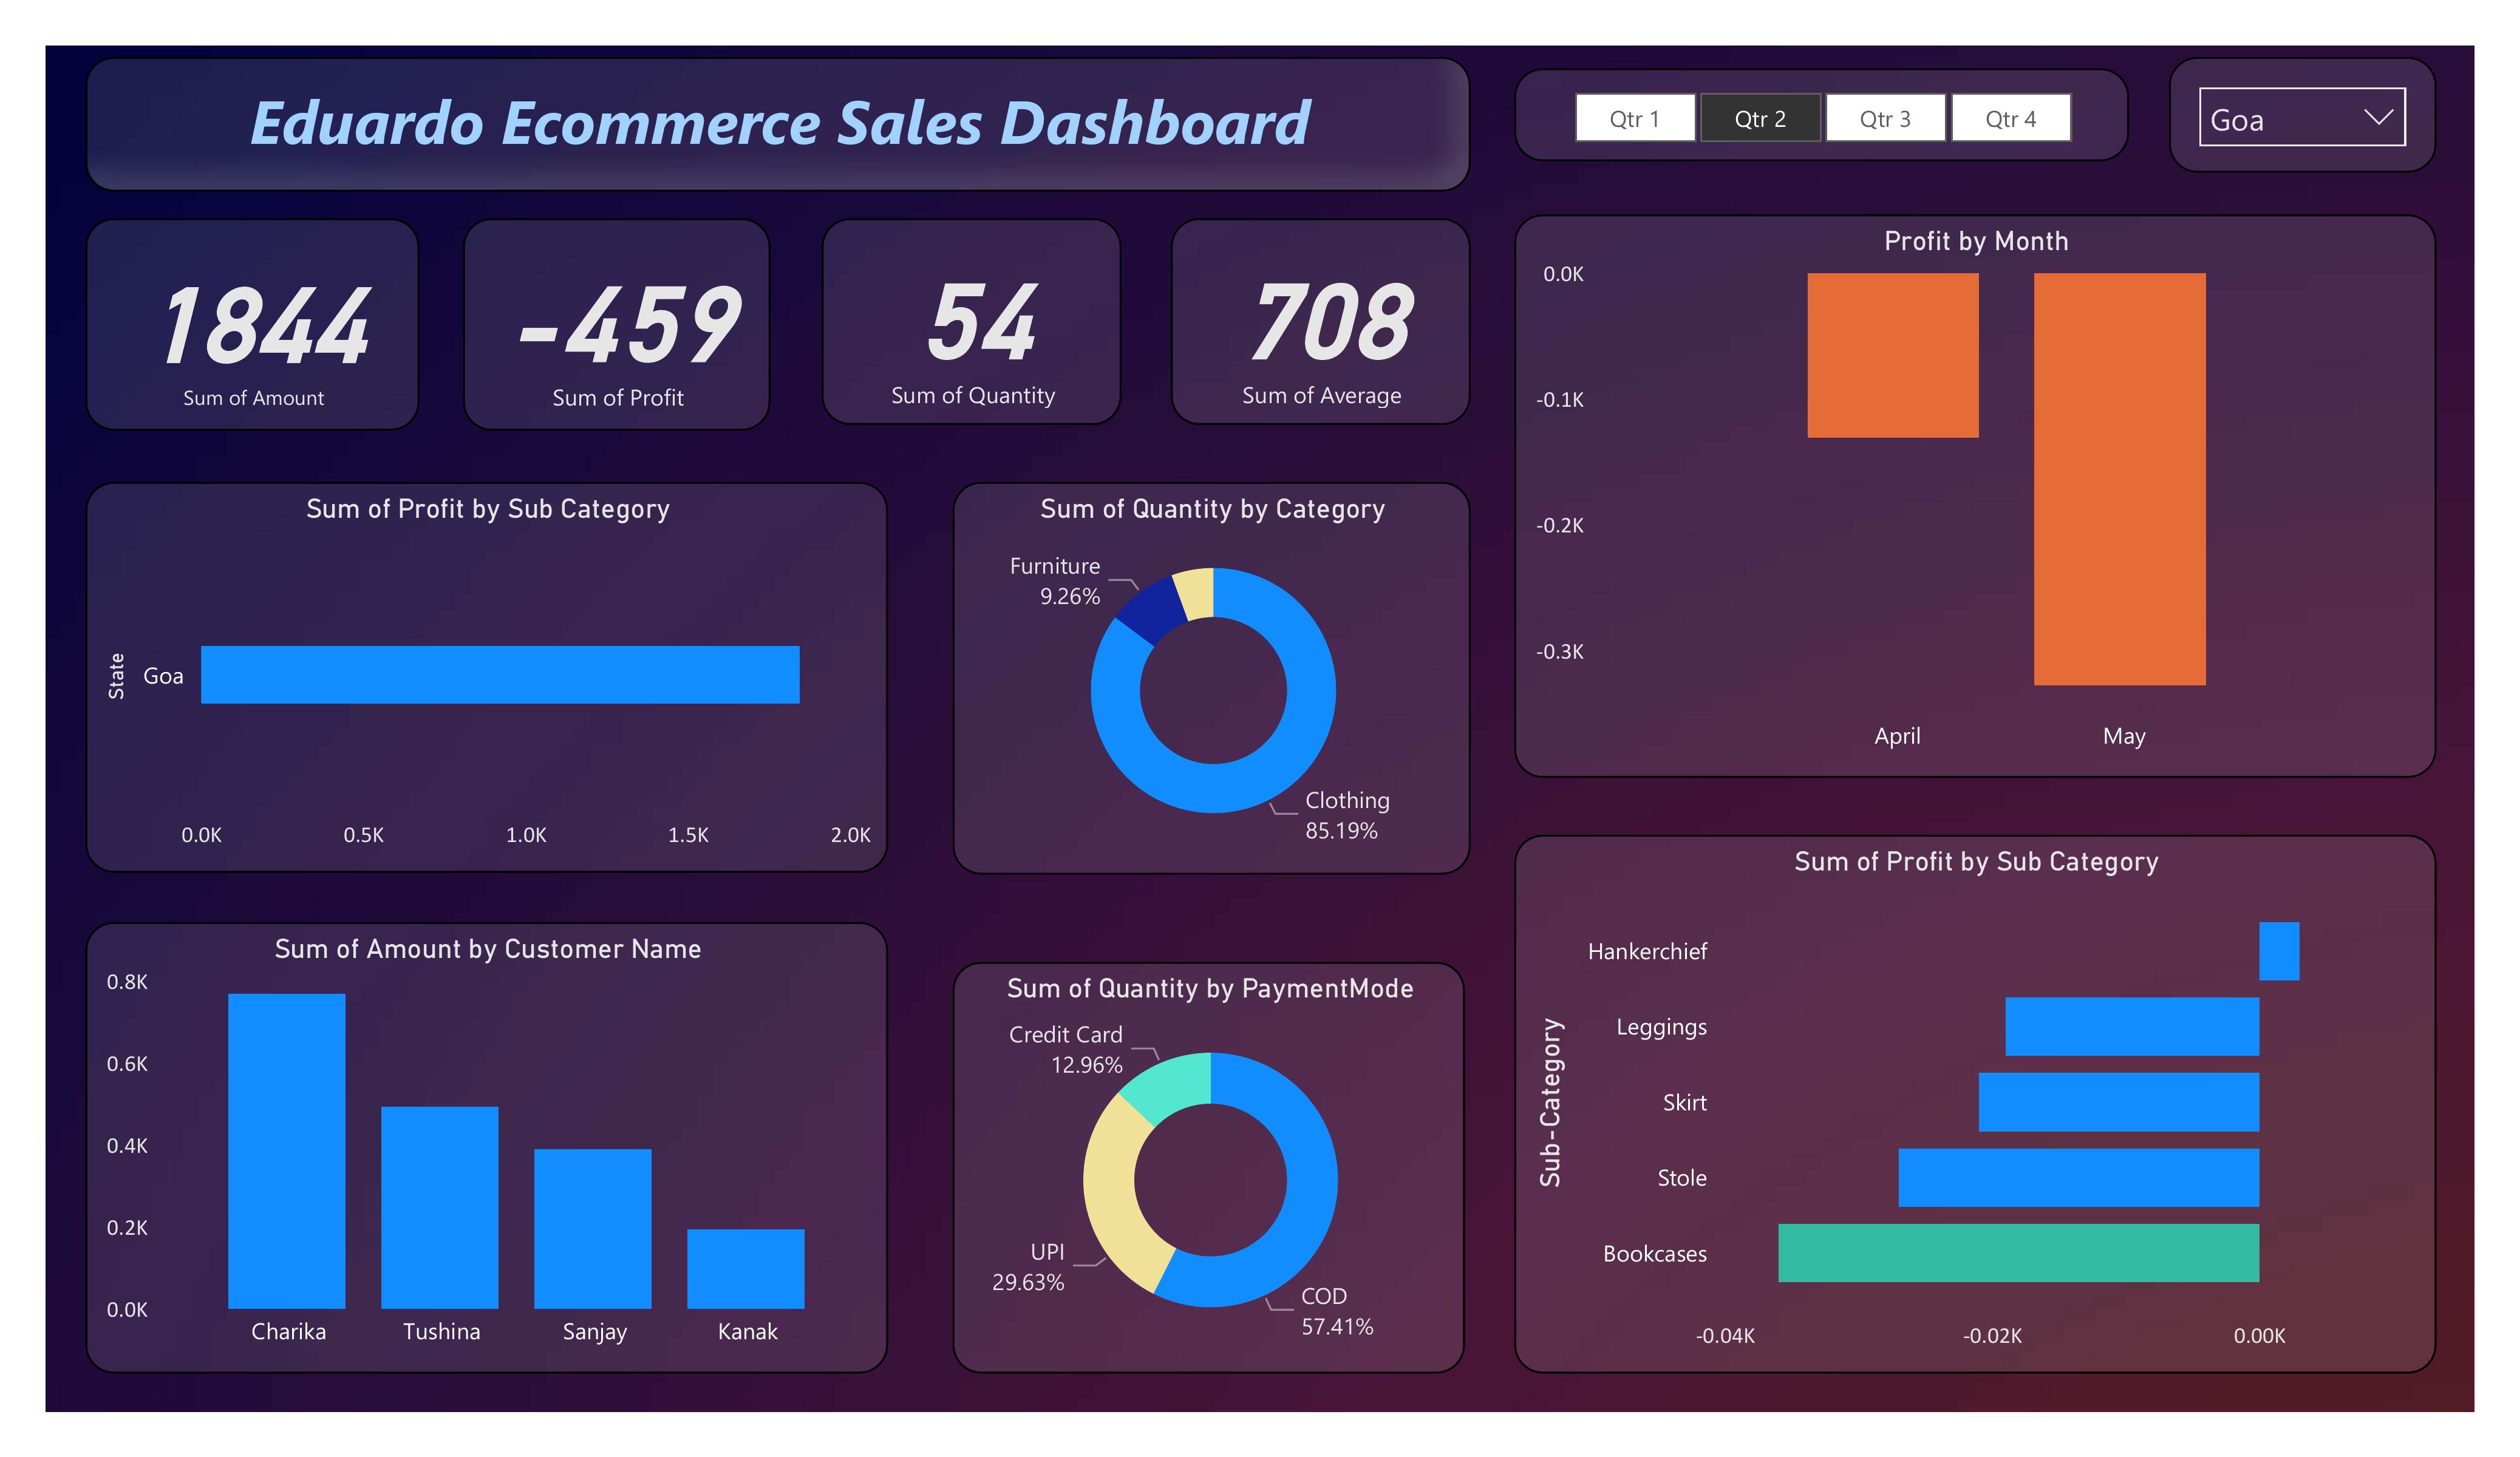 Eduardo Ecommerce Sales Dashboard
Qtr 1
Qtr 2
Qtr 3
Qtr 4
Goa
1844
Sum of Amount
-459
Sum of Profit
54
Sum of Quantity
708
Sum of Average
Profit by Month
0.0K
-0.1K
-0.2K
-0.3K
April
May
Sum of Profit by Sub Category
State
Goa
0.0K
0.5K
1.0K
1.5K
2.0K
Sum of Quantity by Category
Furniture
9.26%
Clothing
85.19%
Sum of Profit by Sub Category
Sub-Category
Hankerchief
Leggings
Skirt
Stole
Bookcases
-0.04K
-0.02K
0.00K
Sum of Amount by Customer Name
0.8K
0.6K
0.4K
0.2K
0.0K
Charika
Tushina
Sanjay
Kanak
Sum of Quantity by PaymentMode
Credit Card
12.96%
UPI
29.63%
COD
57.41%